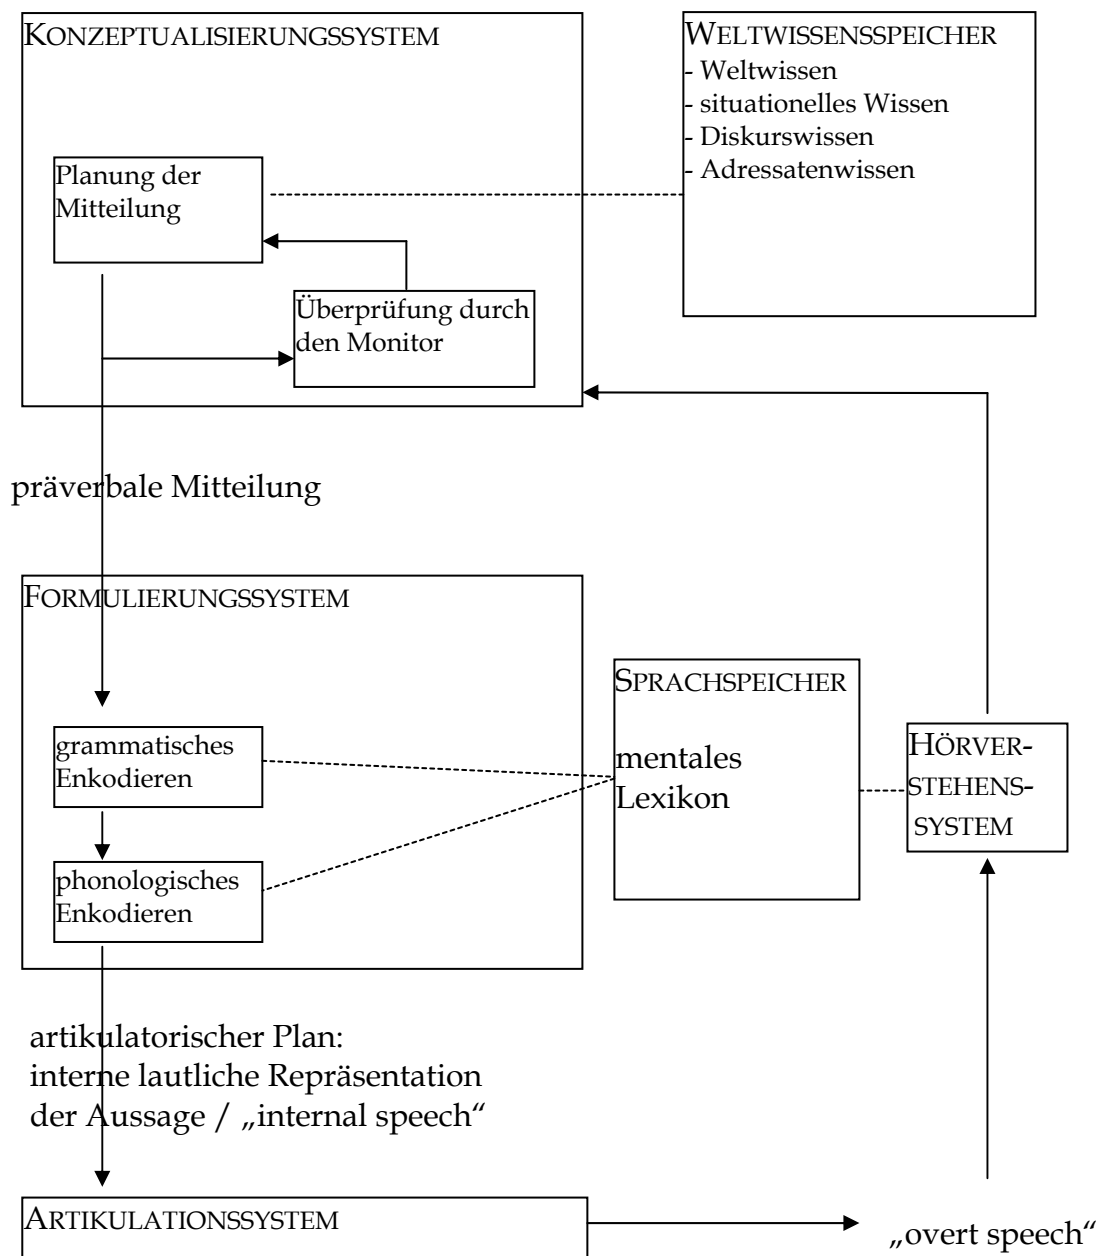 KONZEPTUALISIERUNGSSYSTEM
WELTWISSENSSPEICHER
- Weltwissen
- situationelles Wissen
- Diskurswissen
- Adressatenwissen
Planung der
Mitteilung
Überprüfung durch
den Monitor
präverbale Mitteilung
FORMULIERUNGSSYSTEM
grammatisches
Enkodieren
phonologisches
Enkodieren
SPRACHSPEICHER
mentales
Lexikon
HÖRVER-
STEHENS-
SYSTEM
artikulatorischer Plan:
interne lautliche Repräsentation
der Aussage / „internal speech“
ARTIKULATIONSSYSTEM
„overt speech“